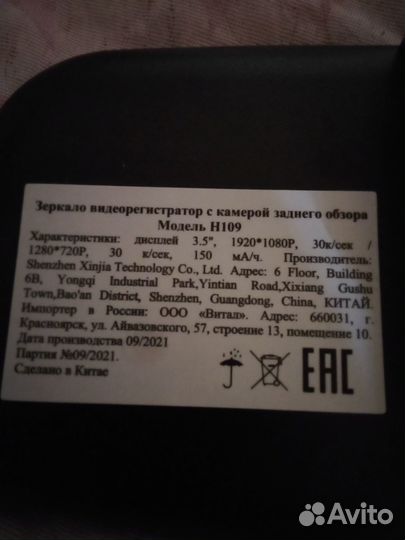 Зеркало видеорегистратор с камерой заднего обзора
Модель H109
Характеристики: дисплей 3.5", 1920*1080P, 30к/сек /
1280*720P, 30 к/сек, 150 мА/ч. Производитель:
Shenzhen Xinjia Technology Co., Ltd. Адрес: 6 Floor, Building
6B, Yongqi Industrial Park,Yintian Road,Xixiang Gushu
Town,Bao'an District, Shenzhen, Guangdong, China, КИТАЙ.
Импортер в России: ООО «Витал». Адрес: 660031, г.
Красноярск, ул. Айвазовского, 57, строение 13, помещение 10.
Дата производства 09/2021
Партия №09/2021.
Сделано в Китае
EAC
Avito